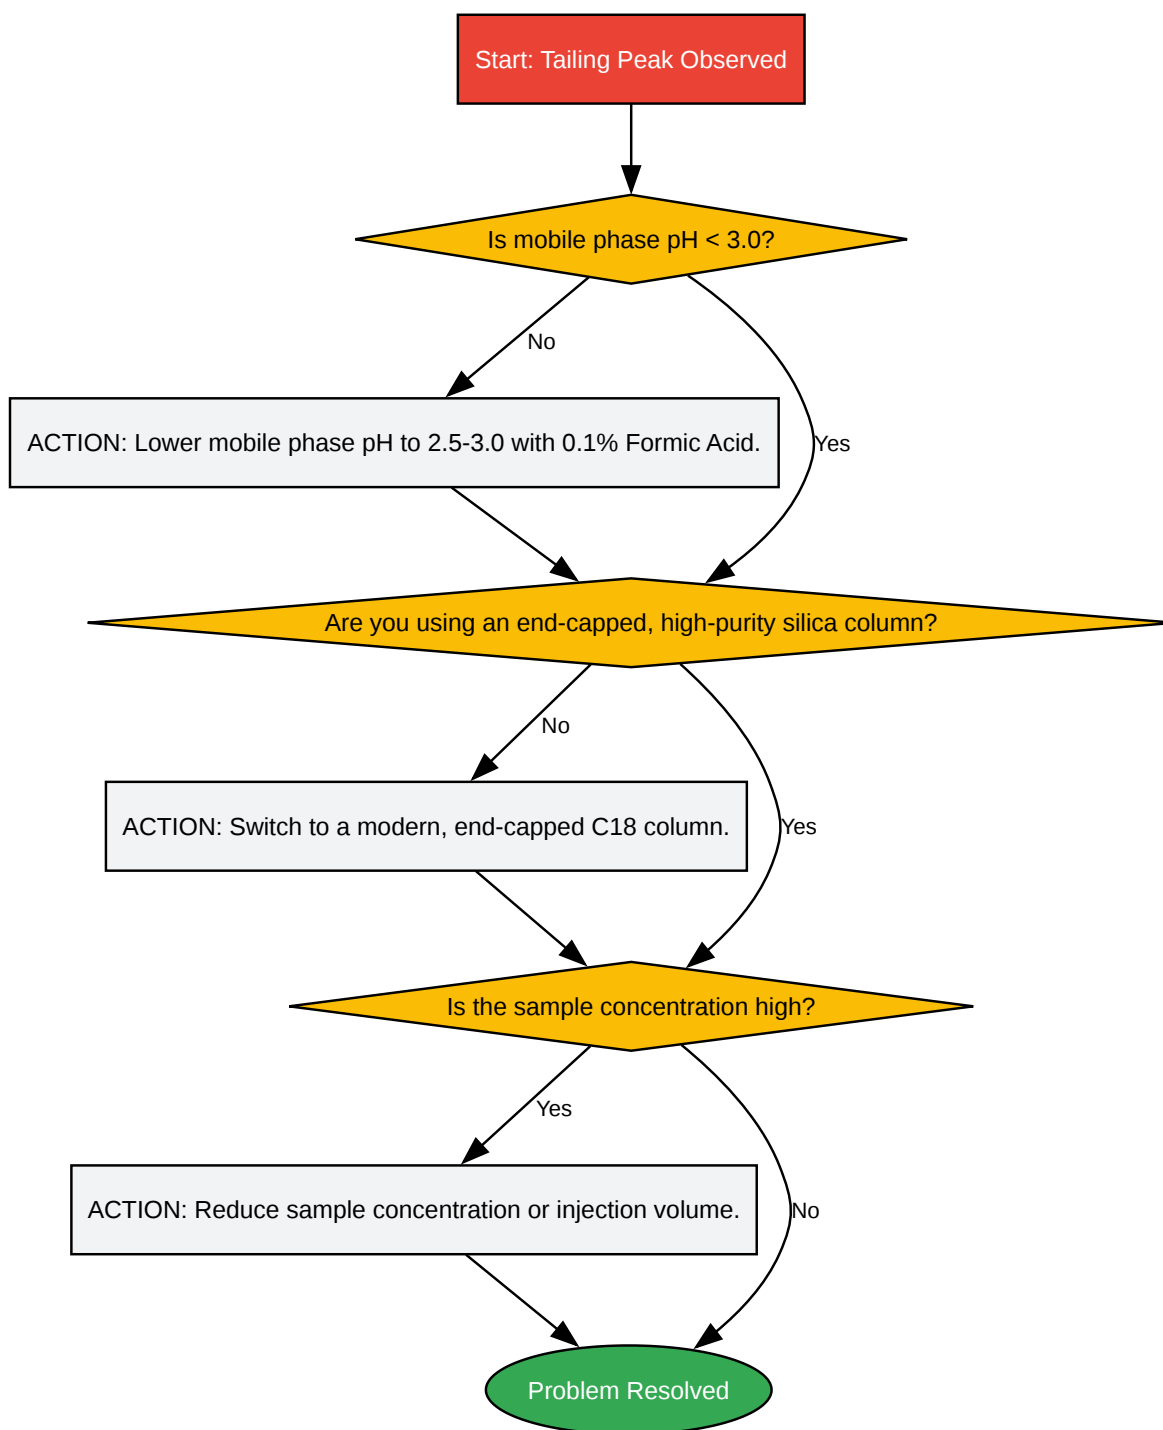 Start: Tailing Peak Observed
Is mobile phase pH < 3.0?
No
ACTION: Lower mobile phase pH to 2.5-3.0 with 0.1% Formic Acid.
Yes
Are you using an end-capped, high-purity silica column?
No
ACTION: Switch to a modern, end-capped C18 column.
Yes
Is the sample concentration high?
Yes
ACTION: Reduce sample concentration or injection volume.
No
Problem Resolved